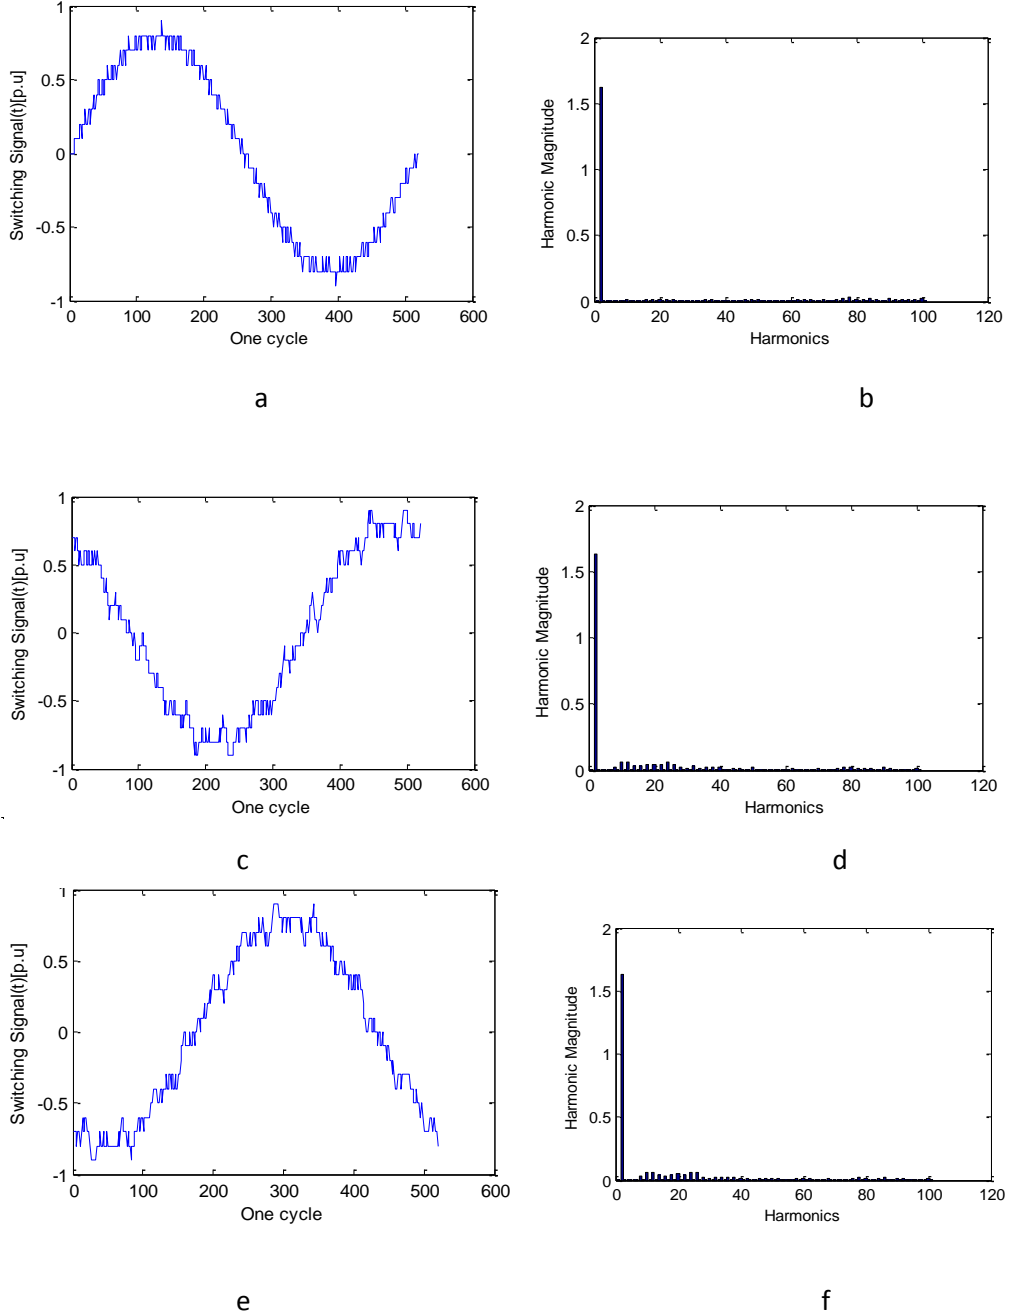 1
0.5
0
-0.5
-1
Switching Signal(t)[p.u]
0 100 200 300 400 500 600
One cycle
a
2
1.5
1
0.5
0
Harmonic Magnitude
0 20 40 60 80 100 120
Harmonics
b
1
0.5
0
-0.5
-1
Switching Signal(t)[p.u]
0 100 200 300 400 500 600
One cycle
c
2
1.5
1
0.5
0
Harmonic Magnitude
0 20 40 60 80 100 120
Harmonics
d
1
0.5
0
-0.5
-1
Switching Signal(t)[p.u]
0 100 200 300 400 500 600
One cycle
e
2
1.5
1
0.5
0
Harmonic Magnitude
0 20 40 60 80 100 120
Harmonics
f